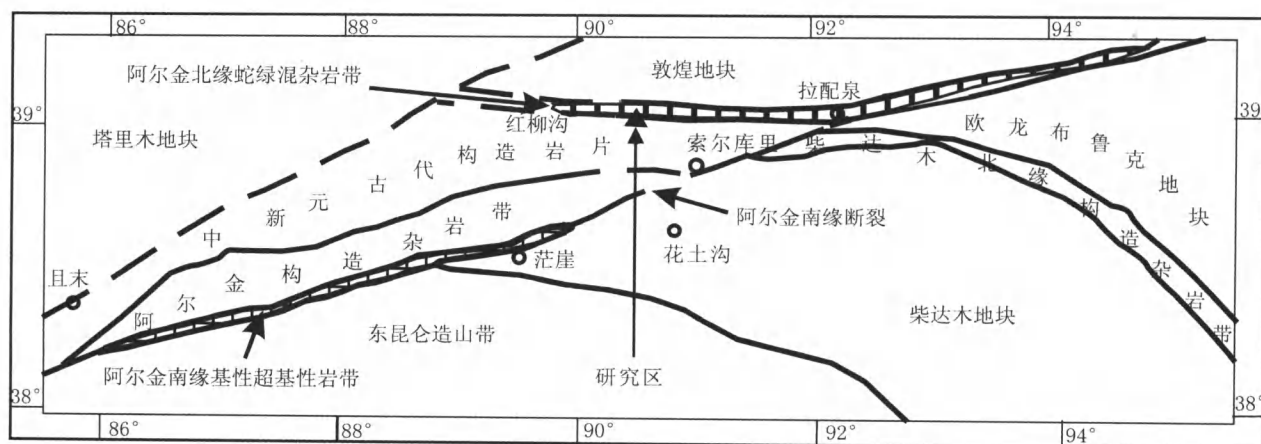 86° 88° 90° 92° 94°
阿尔金北缘蛇绿混杂岩带
敦煌地块
拉配泉
39°
39°
红柳沟
塔里木地块
索尔库里
欧龙布鲁克地块
柴达木北缘构造杂岩带
中新元古代构造岩片
阿尔金南缘断裂
阿尔金构造杂岩带
花土沟
茫崖
且末
东昆仑造山带
柴达木地块
阿尔金南缘基性超基性岩带
研究区
38°
38°
86° 88° 90° 92° 94°